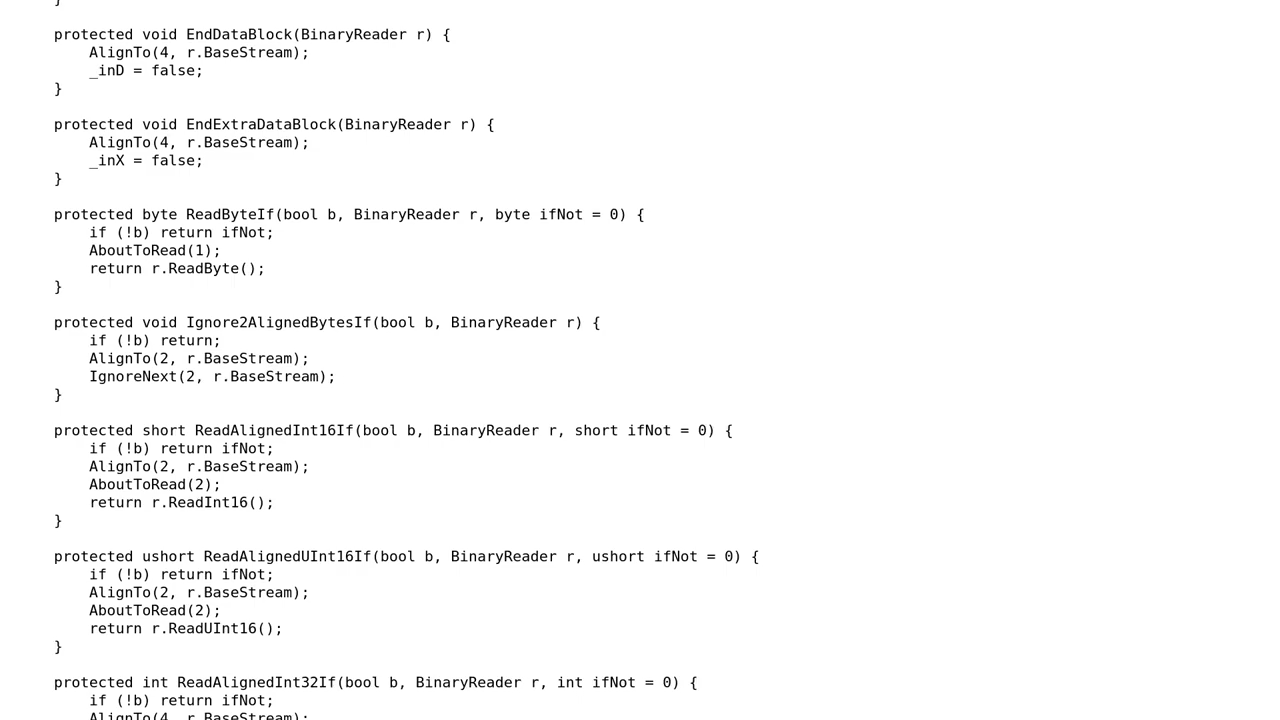 }
protected void EndDataBlock(BinaryReader r) {
AlignTo(4, r.BaseStream);
_inD = false;
}
protected void EndExtraDataBlock(BinaryReader r) {
AlignTo(4, r.BaseStream);
_inX = false;
}
protected byte ReadByteIf(bool b, BinaryReader r, byte ifNot = 0) {
if (!b) return ifNot;
AboutToRead(1);
return r.ReadByte();
}
protected void Ignore2AlignedBytesIf(bool b, BinaryReader r) {
if (!b) return;
AlignTo(2, r.BaseStream);
IgnoreNext(2, r.BaseStream);
}
protected short ReadAlignedInt16If(bool b, BinaryReader r, short ifNot = 0) {
if (!b) return ifNot;
AlignTo(2, r.BaseStream);
AboutToRead(2);
return r.ReadInt16();
}
protected ushort ReadAlignedUInt16If(bool b, BinaryReader r, ushort ifNot = 0) {
if (!b) return ifNot;
AlignTo(2, r.BaseStream);
AboutToRead(2);
return r.ReadUInt16();
}
protected int ReadAlignedInt32If(bool b, BinaryReader r, int ifNot = 0) {
if (!b) return ifNot;
AlignTo(4, r.BaseStream);